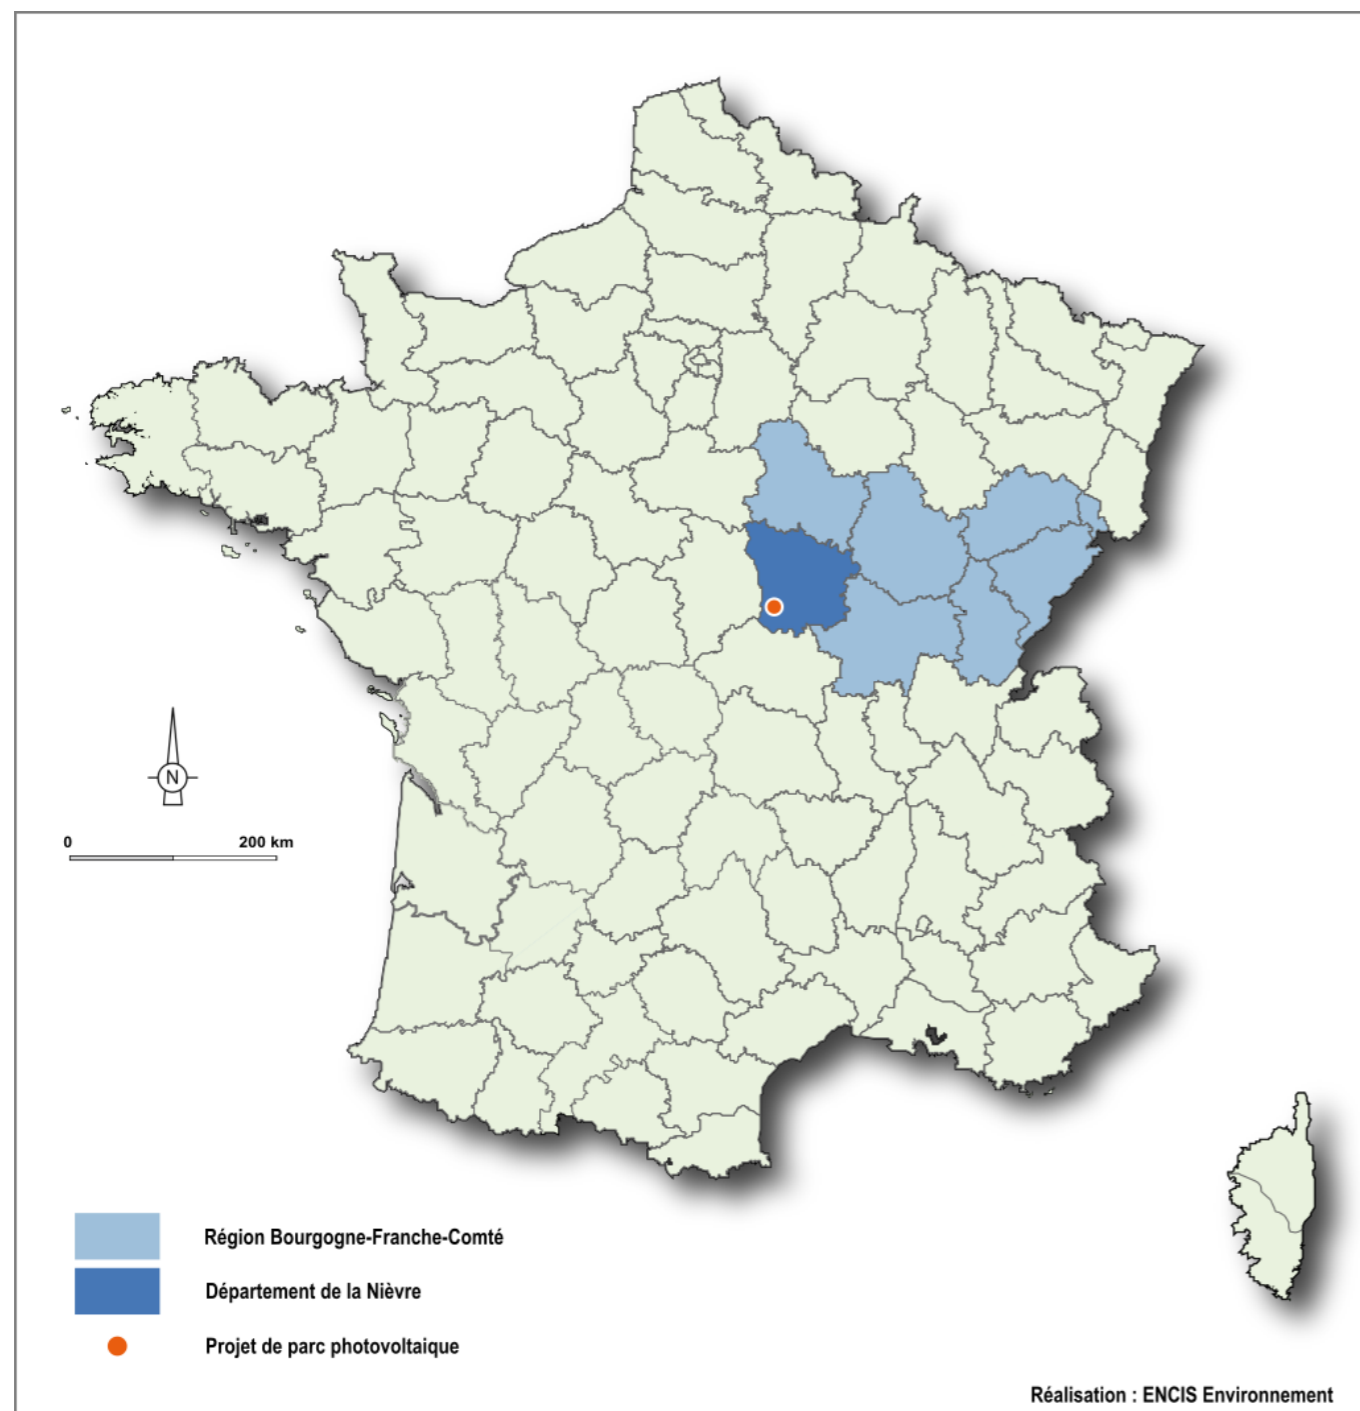 N
0 200 km
Région Bourgogne-Franche-Comté
Département de la Nièvre
Projet de parc photovoltaique
Réalisation : ENCIS Environnement